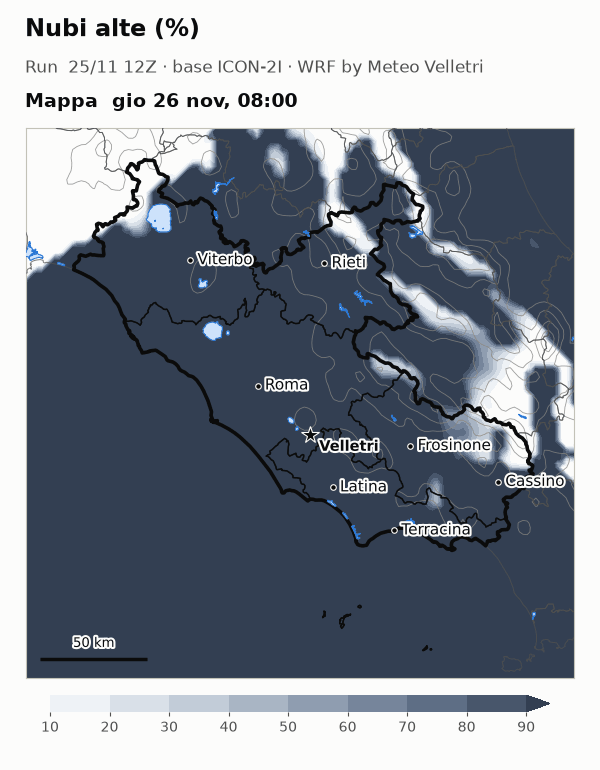 Nubi alte (%)
Run 25/11 12Z · base ICON-2I · WRF by Meteo Velletri
Mappa gio 26 nov, 08:00
Viterbo
Rieti
Roma
Velletri
Frosinone
Latina
Cassino
Terracina
50 km
10 20 30 40 50 60 70 80 90